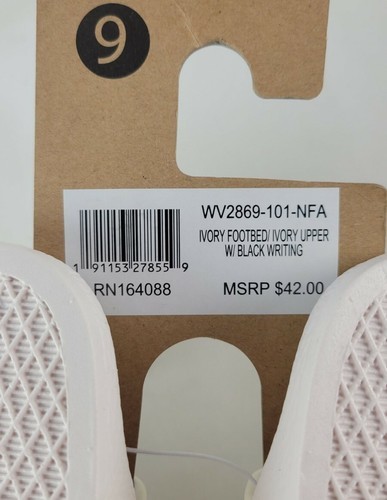 9
WV2869-101-NFA
IVORY FOOTBED/ IVORY UPPER
W/ BLACK WRITING
1 91153 27855 9
RN164088
MSRP $42.00